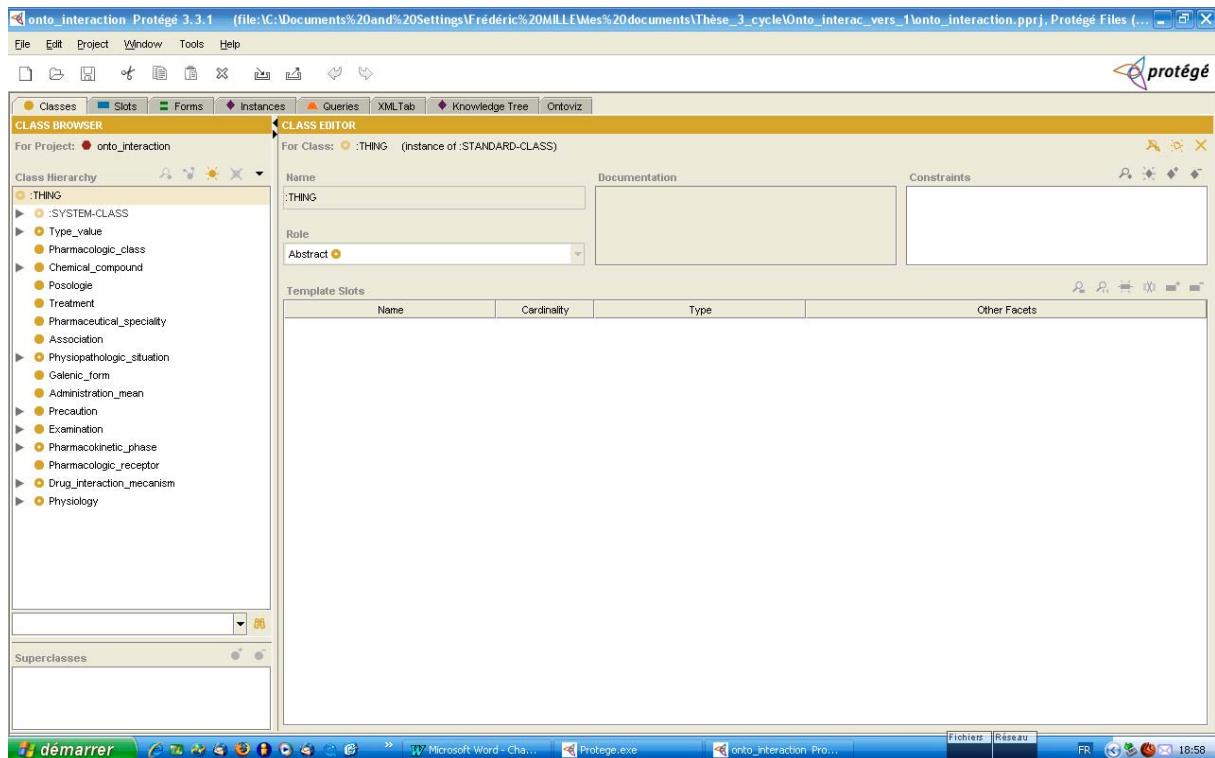 onto_interaction Protégé 3.3.1 (file:\C:\Documents%20and%20Settings\Frédéric%20MILLE\Mes%20documents\Thèse_3_cycle\Onto_interac_vers_1\onto_interaction.pprj, Protégé Files (...
File Edit Project Window Tools Help
protégé
Classes Slots Forms Instances Queries XMLTab Knowledge Tree Ontoviz
CLASS BROWSER
For Project: onto_interaction
Class Hierarchy
:THING
:SYSTEM-CLASS
Type_value
Pharmacologic_class
Chemical_compound
Posologie
Treatment
Pharmaceutical_speciality
Association
Physiopathologic_situation
Galenic_form
Administration_mean
Precaution
Examination
Pharmacokinetic_phase
Pharmacologic_receptor
Drug_interaction_mecanism
Physiology
Superclasses
CLASS EDITOR
For Class: :THING (instance of :STANDARD-CLASS)
Name Documentation Constraints
:THING
Role
Abstract
Template Slots
Name Cardinality Type Other Facets
démarrer » Microsoft Word - Cha... Protege.exe onto_interaction Pro... Fichiers Réseau FR 18:58